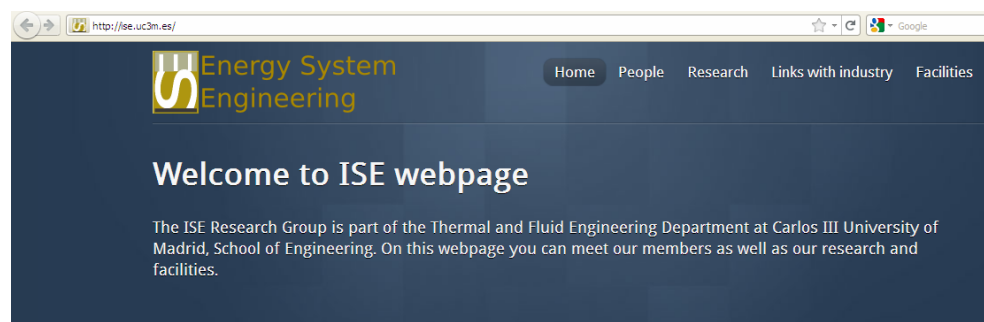 http://ise.uc3m.es/
Google
Energy System
Engineering
Home People Research Links with industry Facilities
Welcome to ISE webpage
The ISE Research Group is part of the Thermal and Fluid Engineering Department at Carlos III University of
Madrid, School of Engineering. On this webpage you can meet our members as well as our research and
facilities.